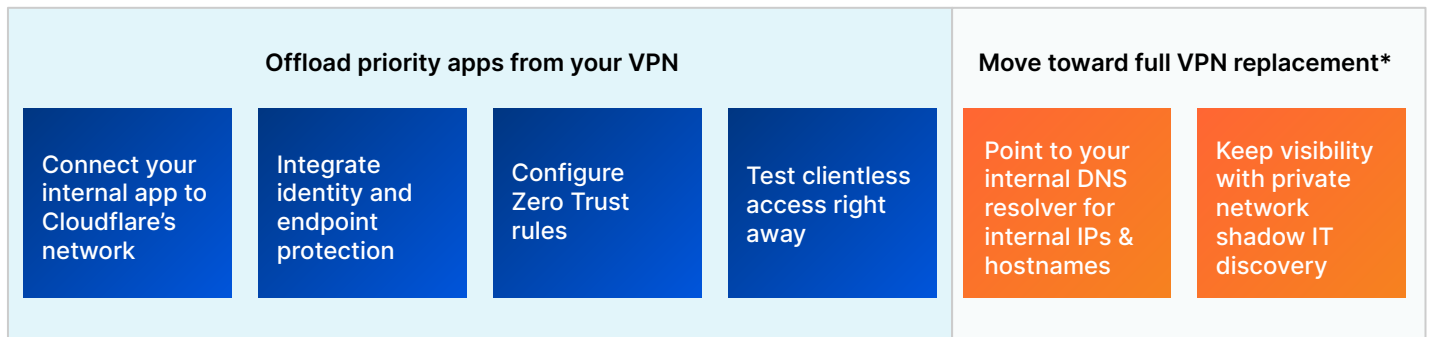 Offload priority apps from your VPN
Connect your
internal app to
Cloudflare’s
network
Integrate
identity and
endpoint
protection
Configure
Zero Trust
rules
Test clientless
access right
away
Move toward full VPN replacement*
Point to your
internal DNS
resolver for
internal IPs &
hostnames
Keep visibility
with private
network
shadow IT
discovery